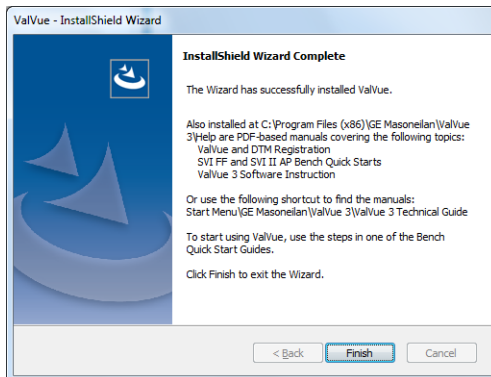 ValVue - InstallShield Wizard
InstallShield Wizard Complete
The Wizard has successfully installed ValVue.
Also installed at C:\Program Files (x86)\GE Masoneilan\ValVue
3\Help are PDF-based manuals covering the following topics:
ValVue and DTM Registration
SVI FF and SVI II AP Bench Quick Starts
ValVue 3 Software Instruction
Or use the following shortcut to find the manuals:
Start Menu\GE Masoneilan\ValVue 3\ValVue 3 Technical Guide
To start using ValVue, use the steps in one of the Bench
Quick Start Guides.
Click Finish to exit the Wizard.
< Back
Finish
Cancel